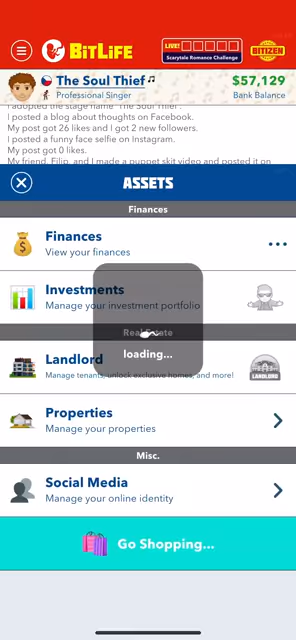 LIVE!
BITLIFE
Scarytale Romance Challenge
BITIZEN
The Soul Thief
$57,129
Professional Singer
Bank Balance
I adopted the stage name "The Soul Thief".
I posted a blog about thoughts on Facebook.
My post got 26 likes and I got 2 new followers.
I posted a funny face selfie on Instagram.
My post got 0 likes.
My friend, Filip, and I made a puppet skit video and posted it on
ASSETS
Finances
Finances
View your finances
Investments
Manage your investment portfolio
Real Estate
loading...
Landlord
Manage tenants, unlock exclusive homes, and more!
LANDLORD
Properties
Manage your properties
Misc.
Social Media
Manage your online identity
Go Shopping...